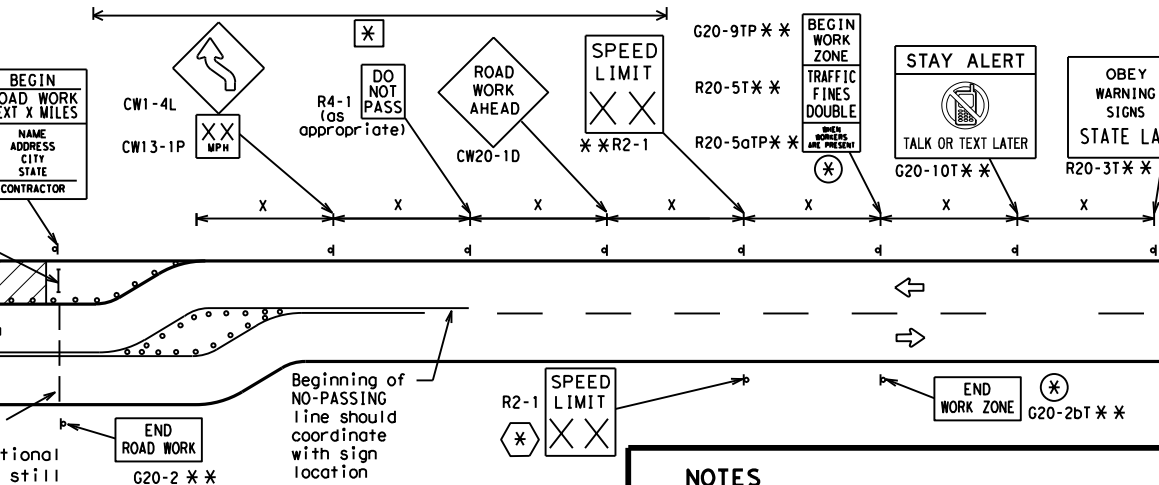 BEGIN
ROAD WORK
NEXT X MILES
NAME
ADDRESS
CITY
STATE
CONTRACTOR
CW1-4L
XX
MPH
CW13-1P
*
DO
NOT
PASS
R4-1
(as
appropriate)
ROAD
WORK
AHEAD
CW20-1D
SPEED
LIMIT
X X
* * R2-1
G20-9TP * *
BEGIN
WORK
ZONE
R20-5T * *
TRAFFIC
FINES
DOUBLE
R20-5aTP * *
WHEN
WORKERS
ARE PRESENT
*
STAY ALERT
TALK OR TEXT LATER
G20-10T * *
OBEY
WARNING
SIGNS
STATE LA
R20-3T * *
X X X X X X X
Beginning of
NO-PASSING
line should
coordinate
with sign
location
R2-1
*
SPEED
LIMIT
X X
END
WORK ZONE
*
G20-2bT * *
END
ROAD WORK
G20-2 * *
tional
still
NOTES